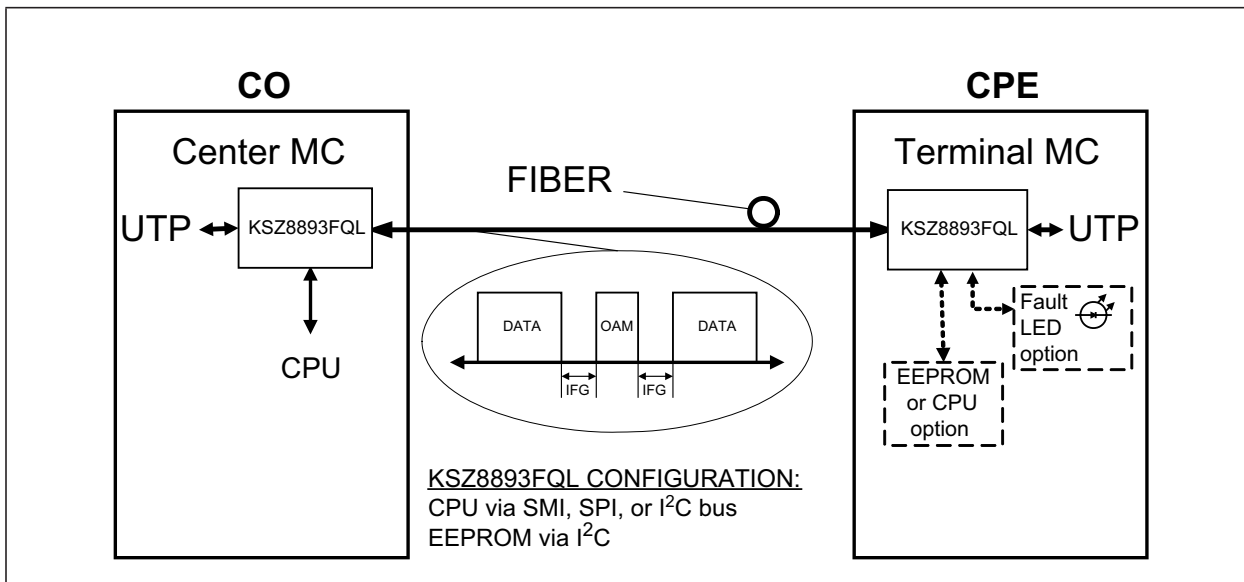 CO
Center MC
UTP
KSZ8893FQL
CPU
FIBER
DATA
OAM
DATA
IFG
IFG
CPE
Terminal MC
KSZ8893FQL
UTP
Fault
LED
option
EEPROM
or CPU
option
KSZ8893FQL CONFIGURATION:
CPU via SMI, SPI, or I²C bus
EEPROM via I²C